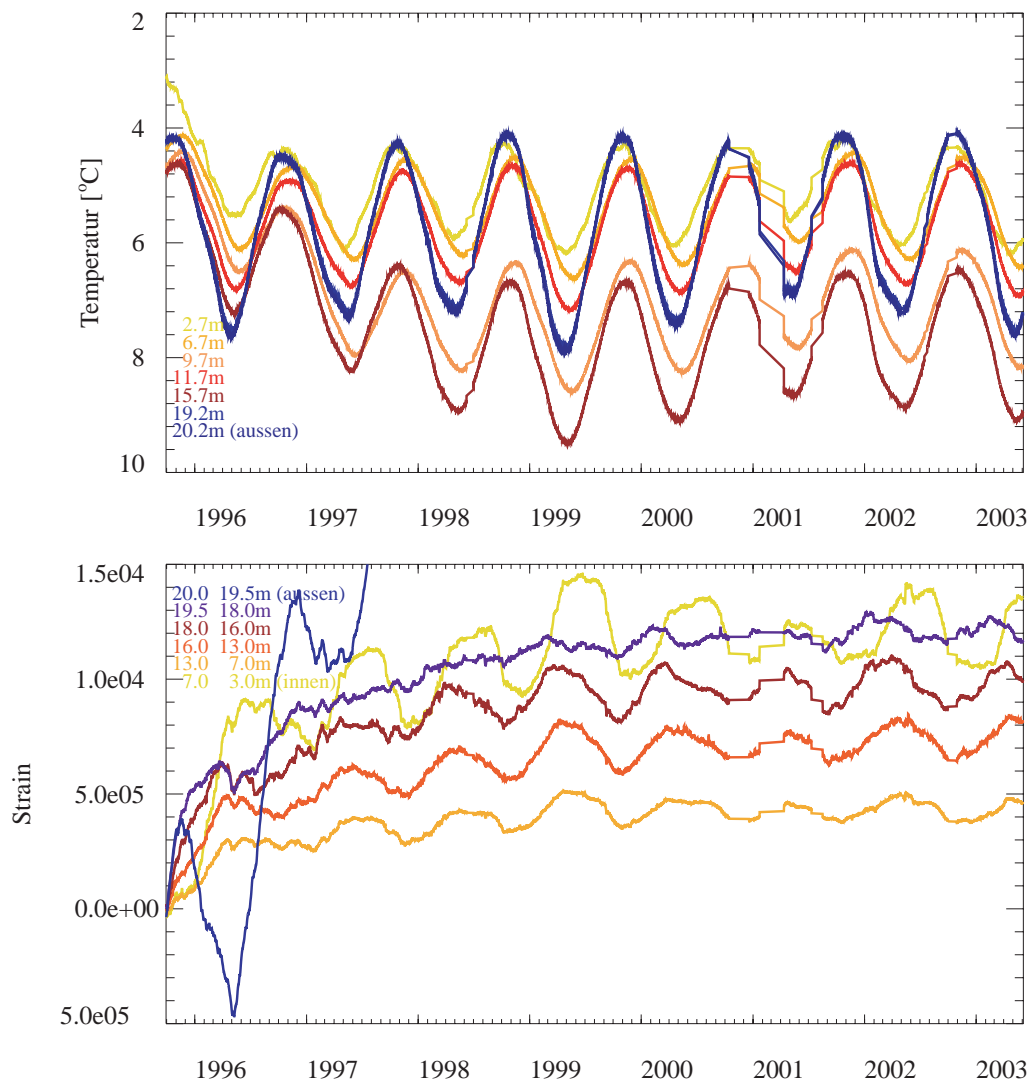 2
4
6
8
10
Temperatur [°C]
2.7m
6.7m
9.7m
11.7m
15.7m
19.2m
20.2m (aussen)
1996 1997 1998 1999 2000 2001 2002 2003
1.5e04
1.0e04
5.0e05
0.0e+00
5.0e05
Strain
20.0 19.5m (aussen)
19.5 18.0m
18.0 16.0m
16.0 13.0m
13.0 7.0m
7.0 3.0m (innen)
1996 1997 1998 1999 2000 2001 2002 2003